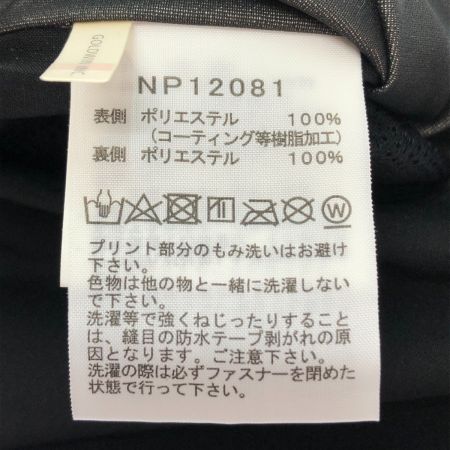 GOLDWIN INC
NP12081
表側 ポリエステル 100%
(コーティング等樹脂加工)
裏側 ポリエステル 100%
W
プリント部分のもみ洗いはお避け
下さい。
色物は他の物と一緒に洗濯しない
で下さい。
洗濯等で強くねじったりすること
は、縫目の防水テープ剥がれの原
因となります。ご注意下さい。
洗濯の際は必ずファスナーを閉めた
状態で行って下さい。